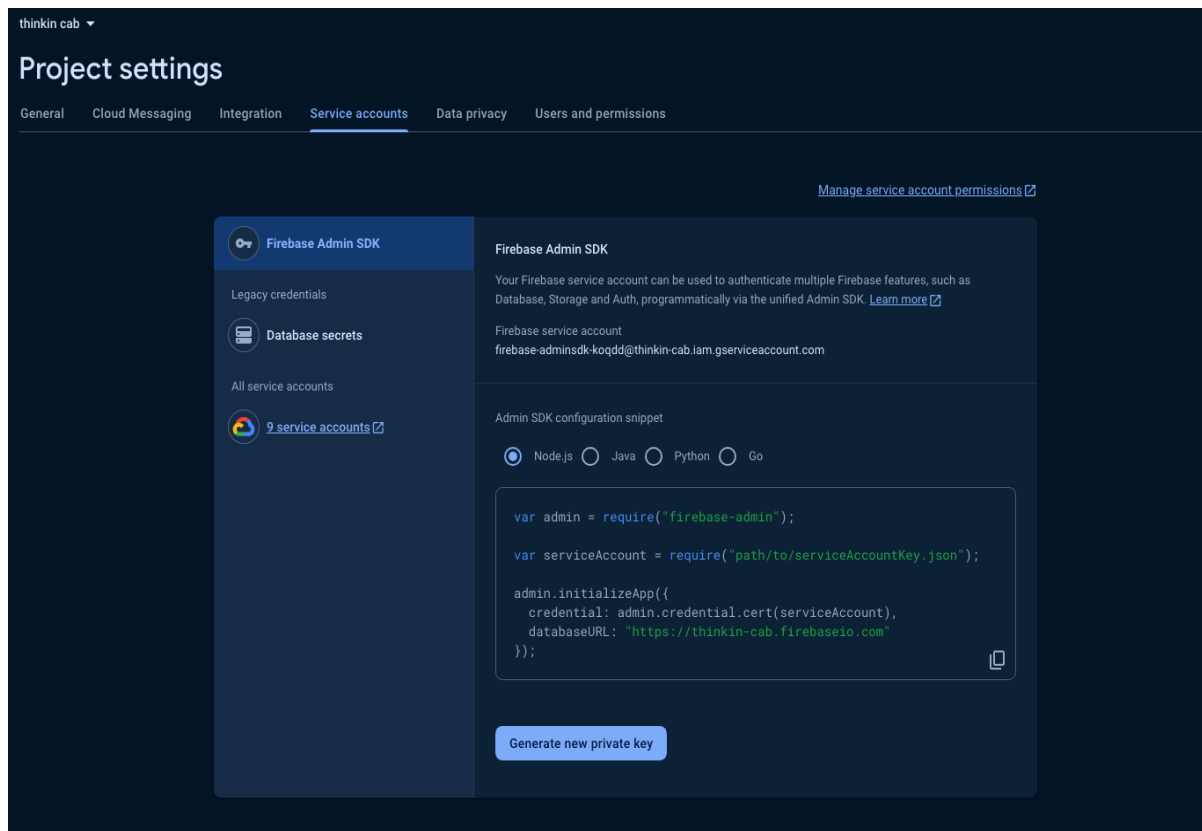 thinkin cab
Project settings
General Cloud Messaging Integration Service accounts Data privacy Users and permissions
Manage service account permissions
Firebase Admin SDK
Legacy credentials
Database secrets
All service accounts
9 service accounts
Firebase Admin SDK
Your Firebase service account can be used to authenticate multiple Firebase features, such as
Database, Storage and Auth, programmatically via the unified Admin SDK. Learn more
Firebase service account
firebase-adminsdk-koqdd@thinkin-cab.iam.gserviceaccount.com
Admin SDK configuration snippet
Node.js Java Python Go
var admin = require("firebase-admin");
var serviceAccount = require("path/to/serviceAccountKey.json");
admin.initializeApp({
  credential: admin.credential.cert(serviceAccount),
  databaseURL: "https://thinkin-cab.firebaseio.com"
});
Generate new private key